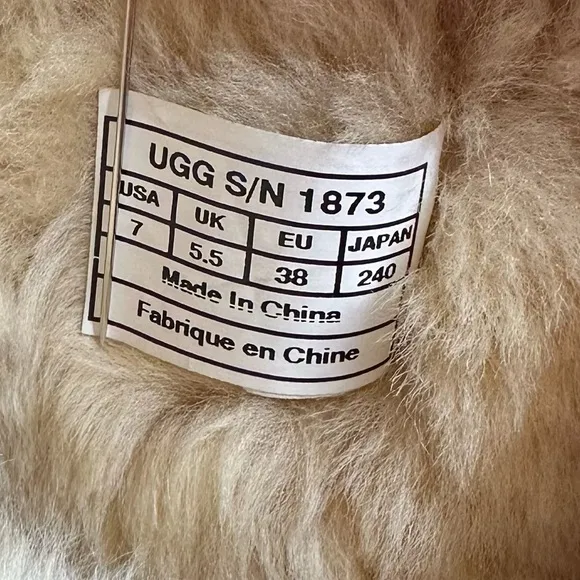 UGG S/N 1873
USA UK EU JAPAN
7 5.5 38 240
Made In China
Fabrique en Chine